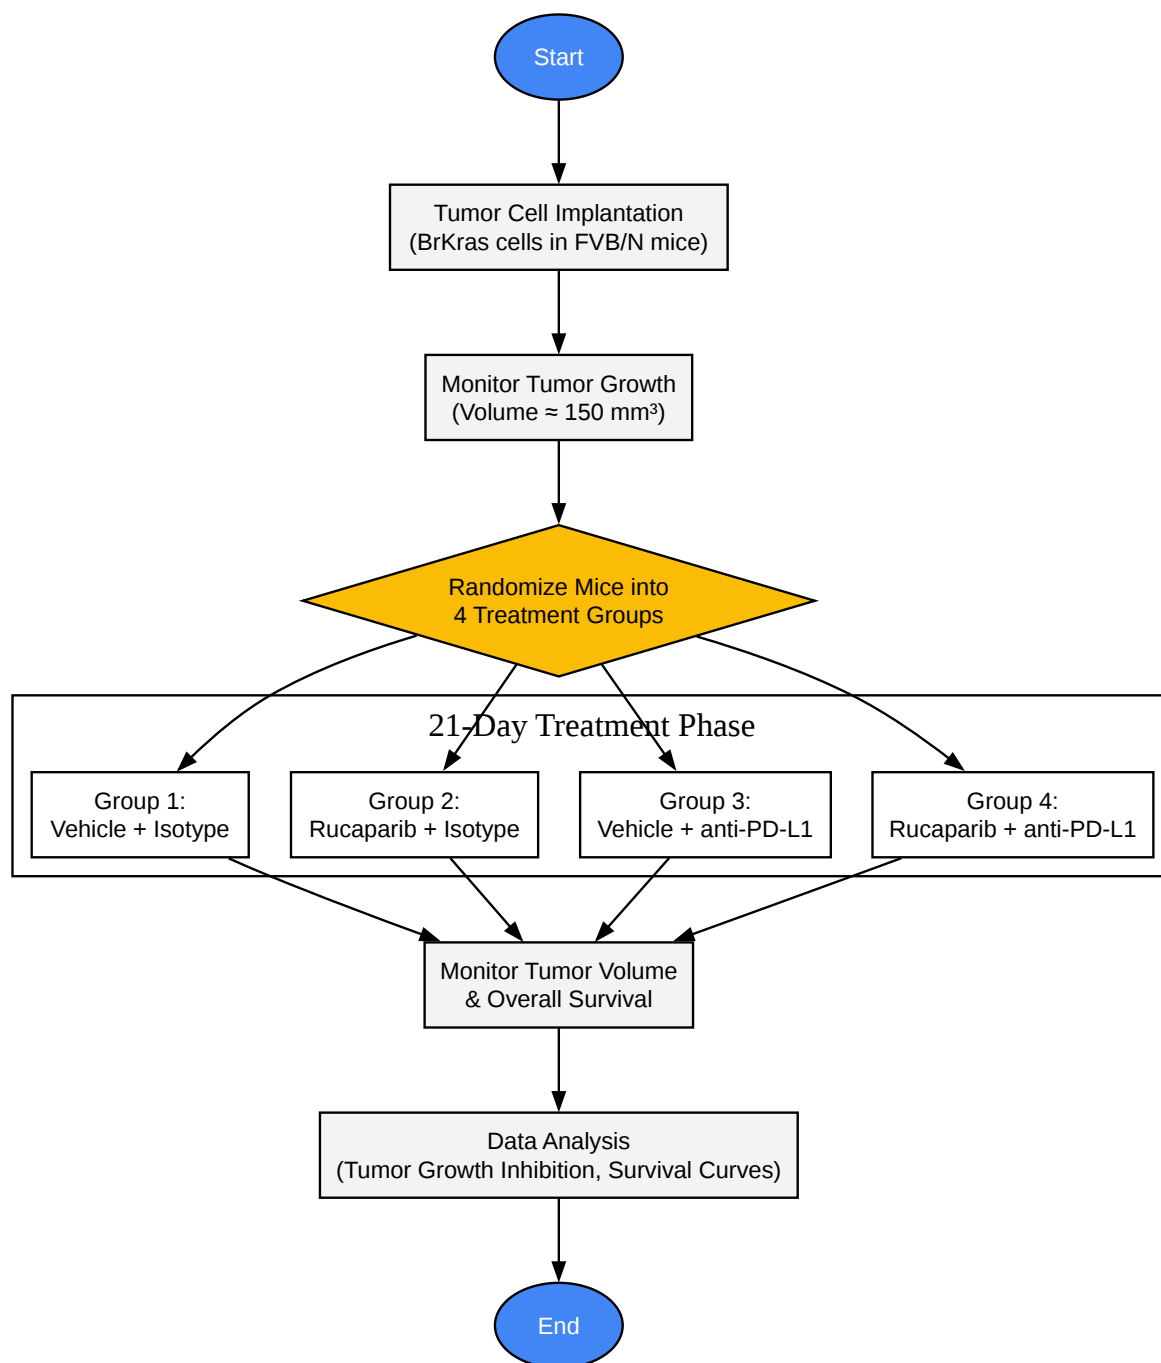 Start
Tumor Cell Implantation
(BrKras cells in FVB/N mice)
Monitor Tumor Growth
(Volume ≈ 150 mm³)
Randomize Mice into
4 Treatment Groups
21-Day Treatment Phase
Group 1:
Vehicle + Isotype
Group 2:
Rucaparib + Isotype
Group 3:
Vehicle + anti-PD-L1
Group 4:
Rucaparib + anti-PD-L1
Monitor Tumor Volume
& Overall Survival
Data Analysis
(Tumor Growth Inhibition, Survival Curves)
End